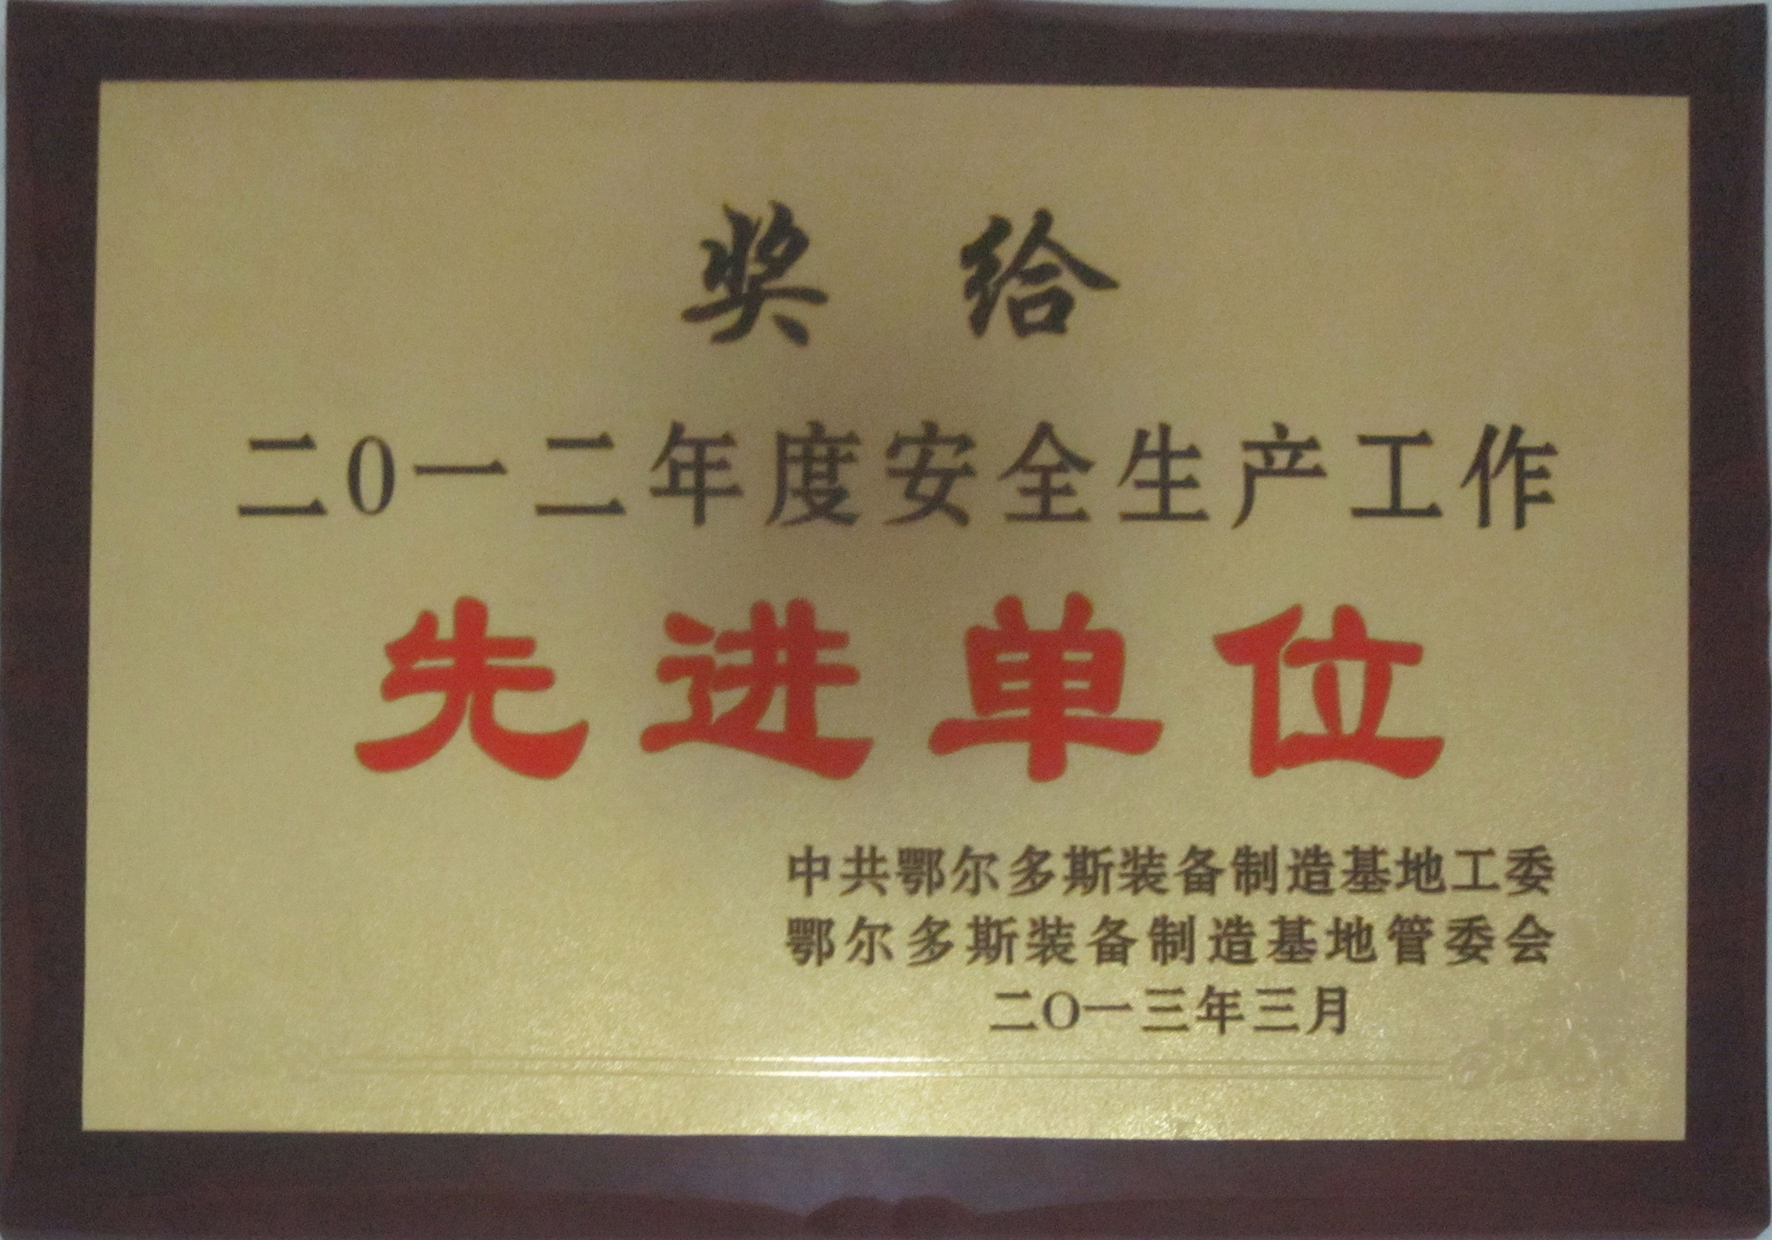 奖给
二0一二年度安全生产工作
先进单位
中共鄂尔多斯装备制造基地工委
鄂尔多斯装备制造基地管委会
二O一三年三月